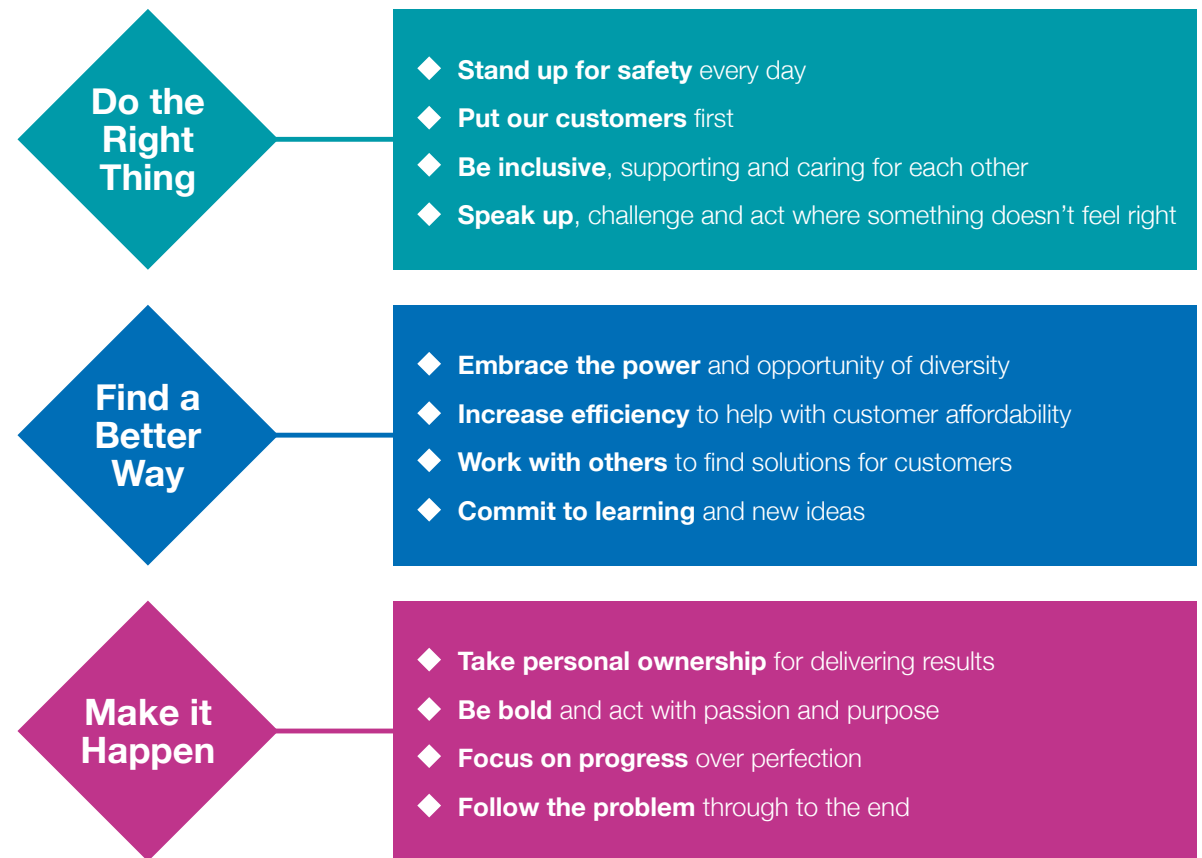 Do the
Right
Thing
Stand up for safety every day
Put our customers first
Be inclusive, supporting and caring for each other
Speak up, challenge and act where something doesn’t feel right
Find a
Better
Way
Embrace the power and opportunity of diversity
Increase efficiency to help with customer affordability
Work with others to find solutions for customers
Commit to learning and new ideas
Make it
Happen
Take personal ownership for delivering results
Be bold and act with passion and purpose
Focus on progress over perfection
Follow the problem through to the end